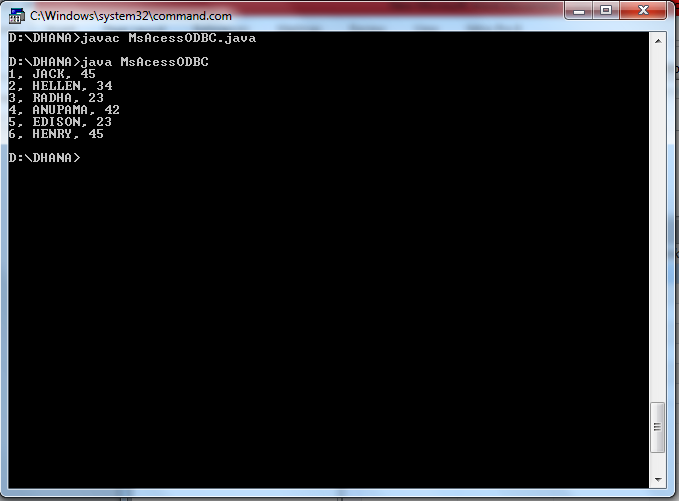 C:\Windows\system32\command.com
D:\DHANA>javac MsAcessODBC.java
D:\DHANA>java MsAcessODBC
1, JACK, 45
2, HELLEN, 34
3, RADHA, 23
4, ANUPAMA, 42
5, EDISON, 23
6, HENRY, 45
D:\DHANA>